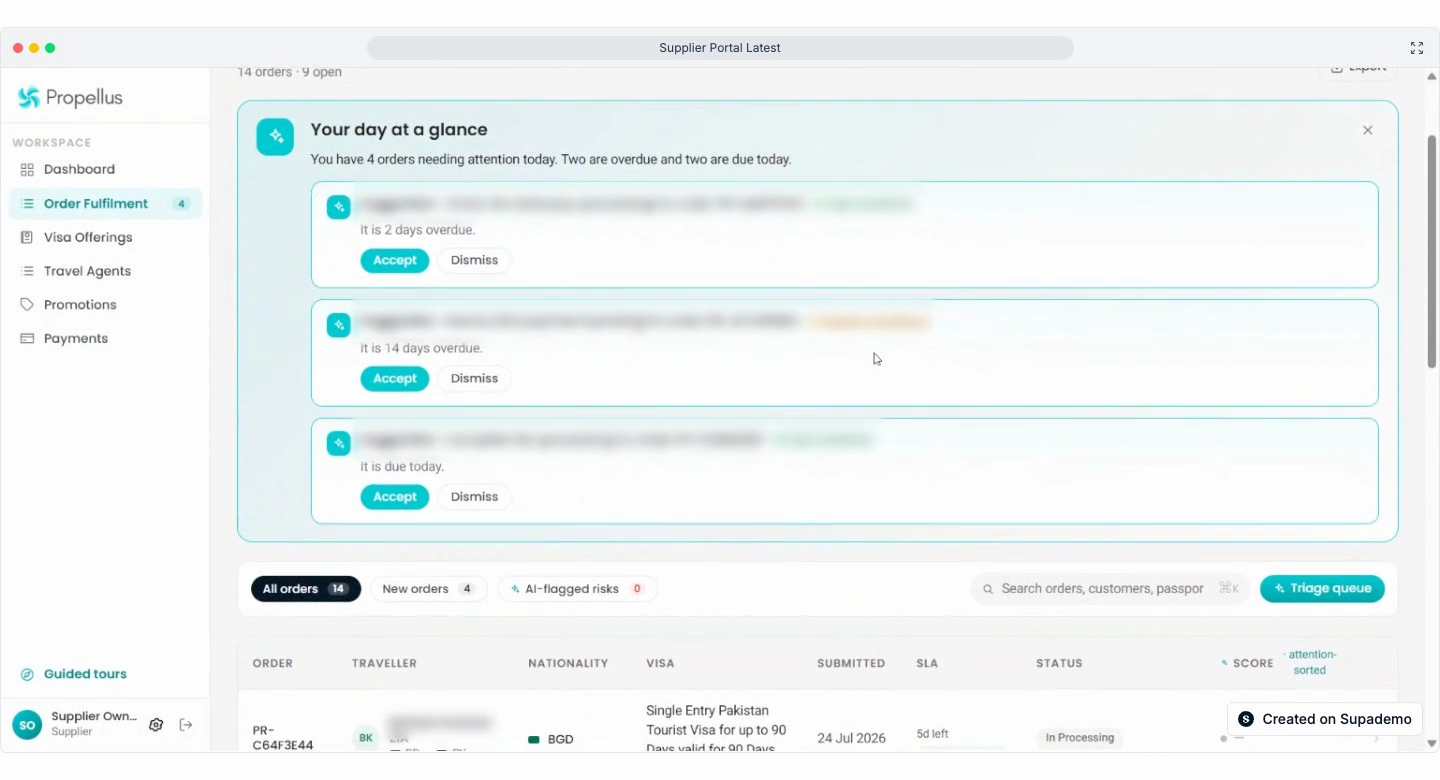 Supplier Portal Latest
Propellus
14 orders · 9 open
Export
WORKSPACE
Dashboard
Order Fulfilment 4
Visa Offerings
Travel Agents
Promotions
Payments
Your day at a glance
You have 4 orders needing attention today. Two are overdue and two are due today.
It is 2 days overdue.
Accept Dismiss
It is 14 days overdue.
Accept Dismiss
It is due today.
Accept Dismiss
All orders 14 New orders 4 AI-flagged risks 0
Search orders, customers, passpor ⌘K
Triage queue
ORDER TRAVELLER NATIONALITY VISA SUBMITTED SLA STATUS SCORE · attention-
sorted
PR-
C64F3E44
BK
BGD
Single Entry Pakistan
Tourist Visa for up to 90
Days valid for 90 Days
24 Jul 2026
5d left
In Processing
Guided tours
SO
Supplier Own...
Supplier
Created on Supademo